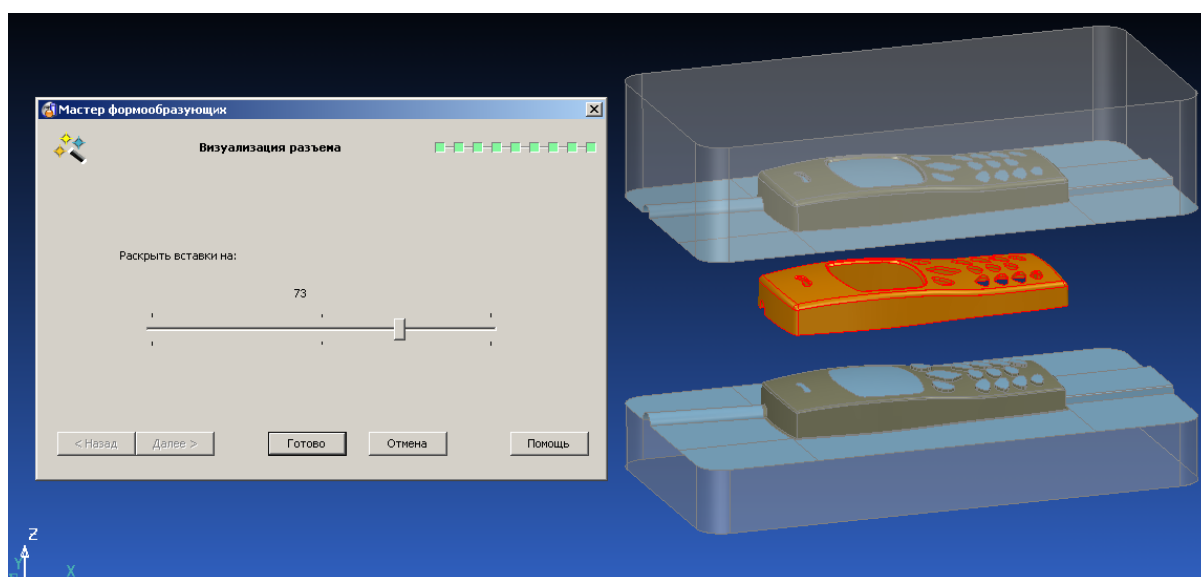 Мастер формообразующих
Визуализация разъема
Раскрыть вставки на:
73
< Назад
Далее >
Готово
Отмена
Помощь
Z
Y
X